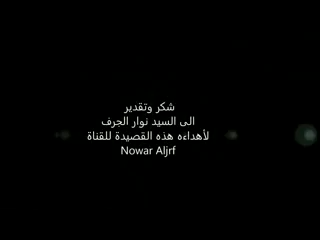 شكر وتقدير
الى السيد نوار الجرف
لأهداءه هذه القصيدة للقناة
Nowar Aljrf